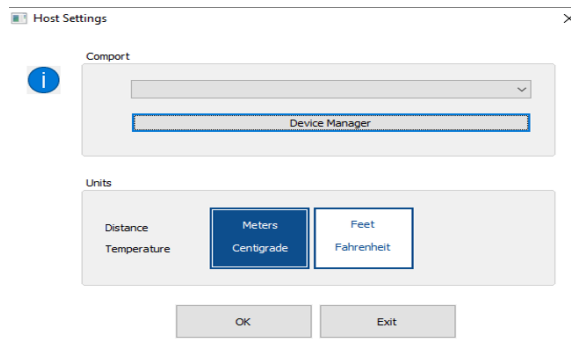 Host Settings
Comport
i
Device Manager
Units
Distance Meters Feet
Temperature Centigrade Fahrenheit
OK Exit